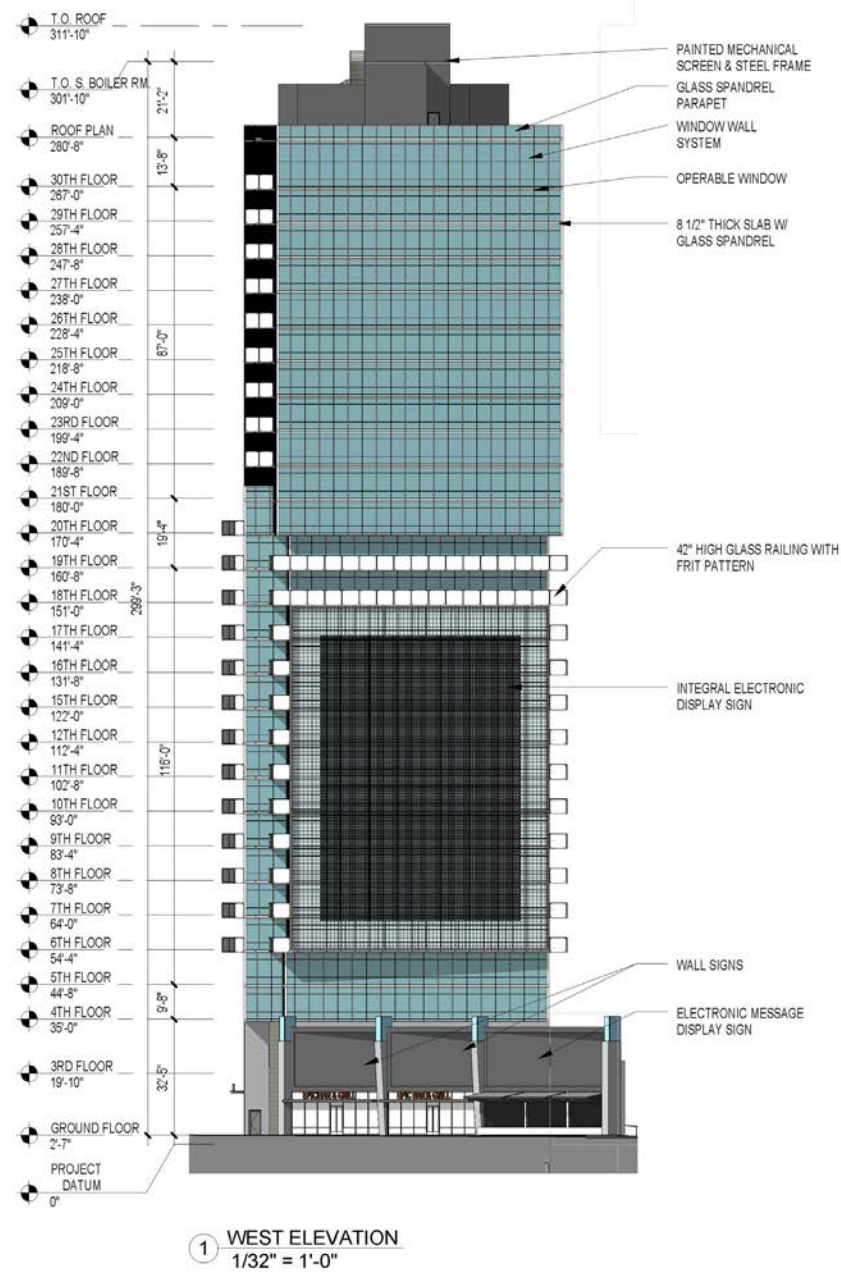 T.O. ROOF
311'-10"
T.O. S. BOILER RM.
301'-10"
ROOF PLAN
280'-8"
30TH FLOOR
267'-0"
29TH FLOOR
257'-4"
28TH FLOOR
247'-8"
27TH FLOOR
238'-0"
26TH FLOOR
228'-4"
25TH FLOOR
218'-8"
24TH FLOOR
209'-0"
23RD FLOOR
199'-4"
22ND FLOOR
189'-8"
21ST FLOOR
180'-0"
20TH FLOOR
170'-4"
19TH FLOOR
160'-8"
18TH FLOOR
151'-0"
17TH FLOOR
141'-4"
16TH FLOOR
131'-8"
15TH FLOOR
122'-0"
12TH FLOOR
112'-4"
11TH FLOOR
102'-8"
10TH FLOOR
93'-0"
9TH FLOOR
83'-4"
8TH FLOOR
73'-8"
7TH FLOOR
64'-0"
6TH FLOOR
54'-4"
5TH FLOOR
44'-8"
4TH FLOOR
35'-0"
3RD FLOOR
19'-10"
GROUND FLOOR
2'-7"
PROJECT
DATUM
0"
299'-3"
21'-2"
13'-8"
87'-0"
19'-4"
116'-0"
9'-8"
32'-5"
PAINTED MECHANICAL
SCREEN & STEEL FRAME
GLASS SPANDREL
PARAPET
WINDOW WALL
SYSTEM
OPERABLE WINDOW
8 1/2" THICK SLAB W/
GLASS SPANDREL
42" HIGH GLASS RAILING WITH
FRIT PATTERN
INTEGRAL ELECTRONIC
DISPLAY SIGN
WALL SIGNS
ELECTRONIC MESSAGE
DISPLAY SIGN
1 WEST ELEVATION
1/32" = 1'-0"